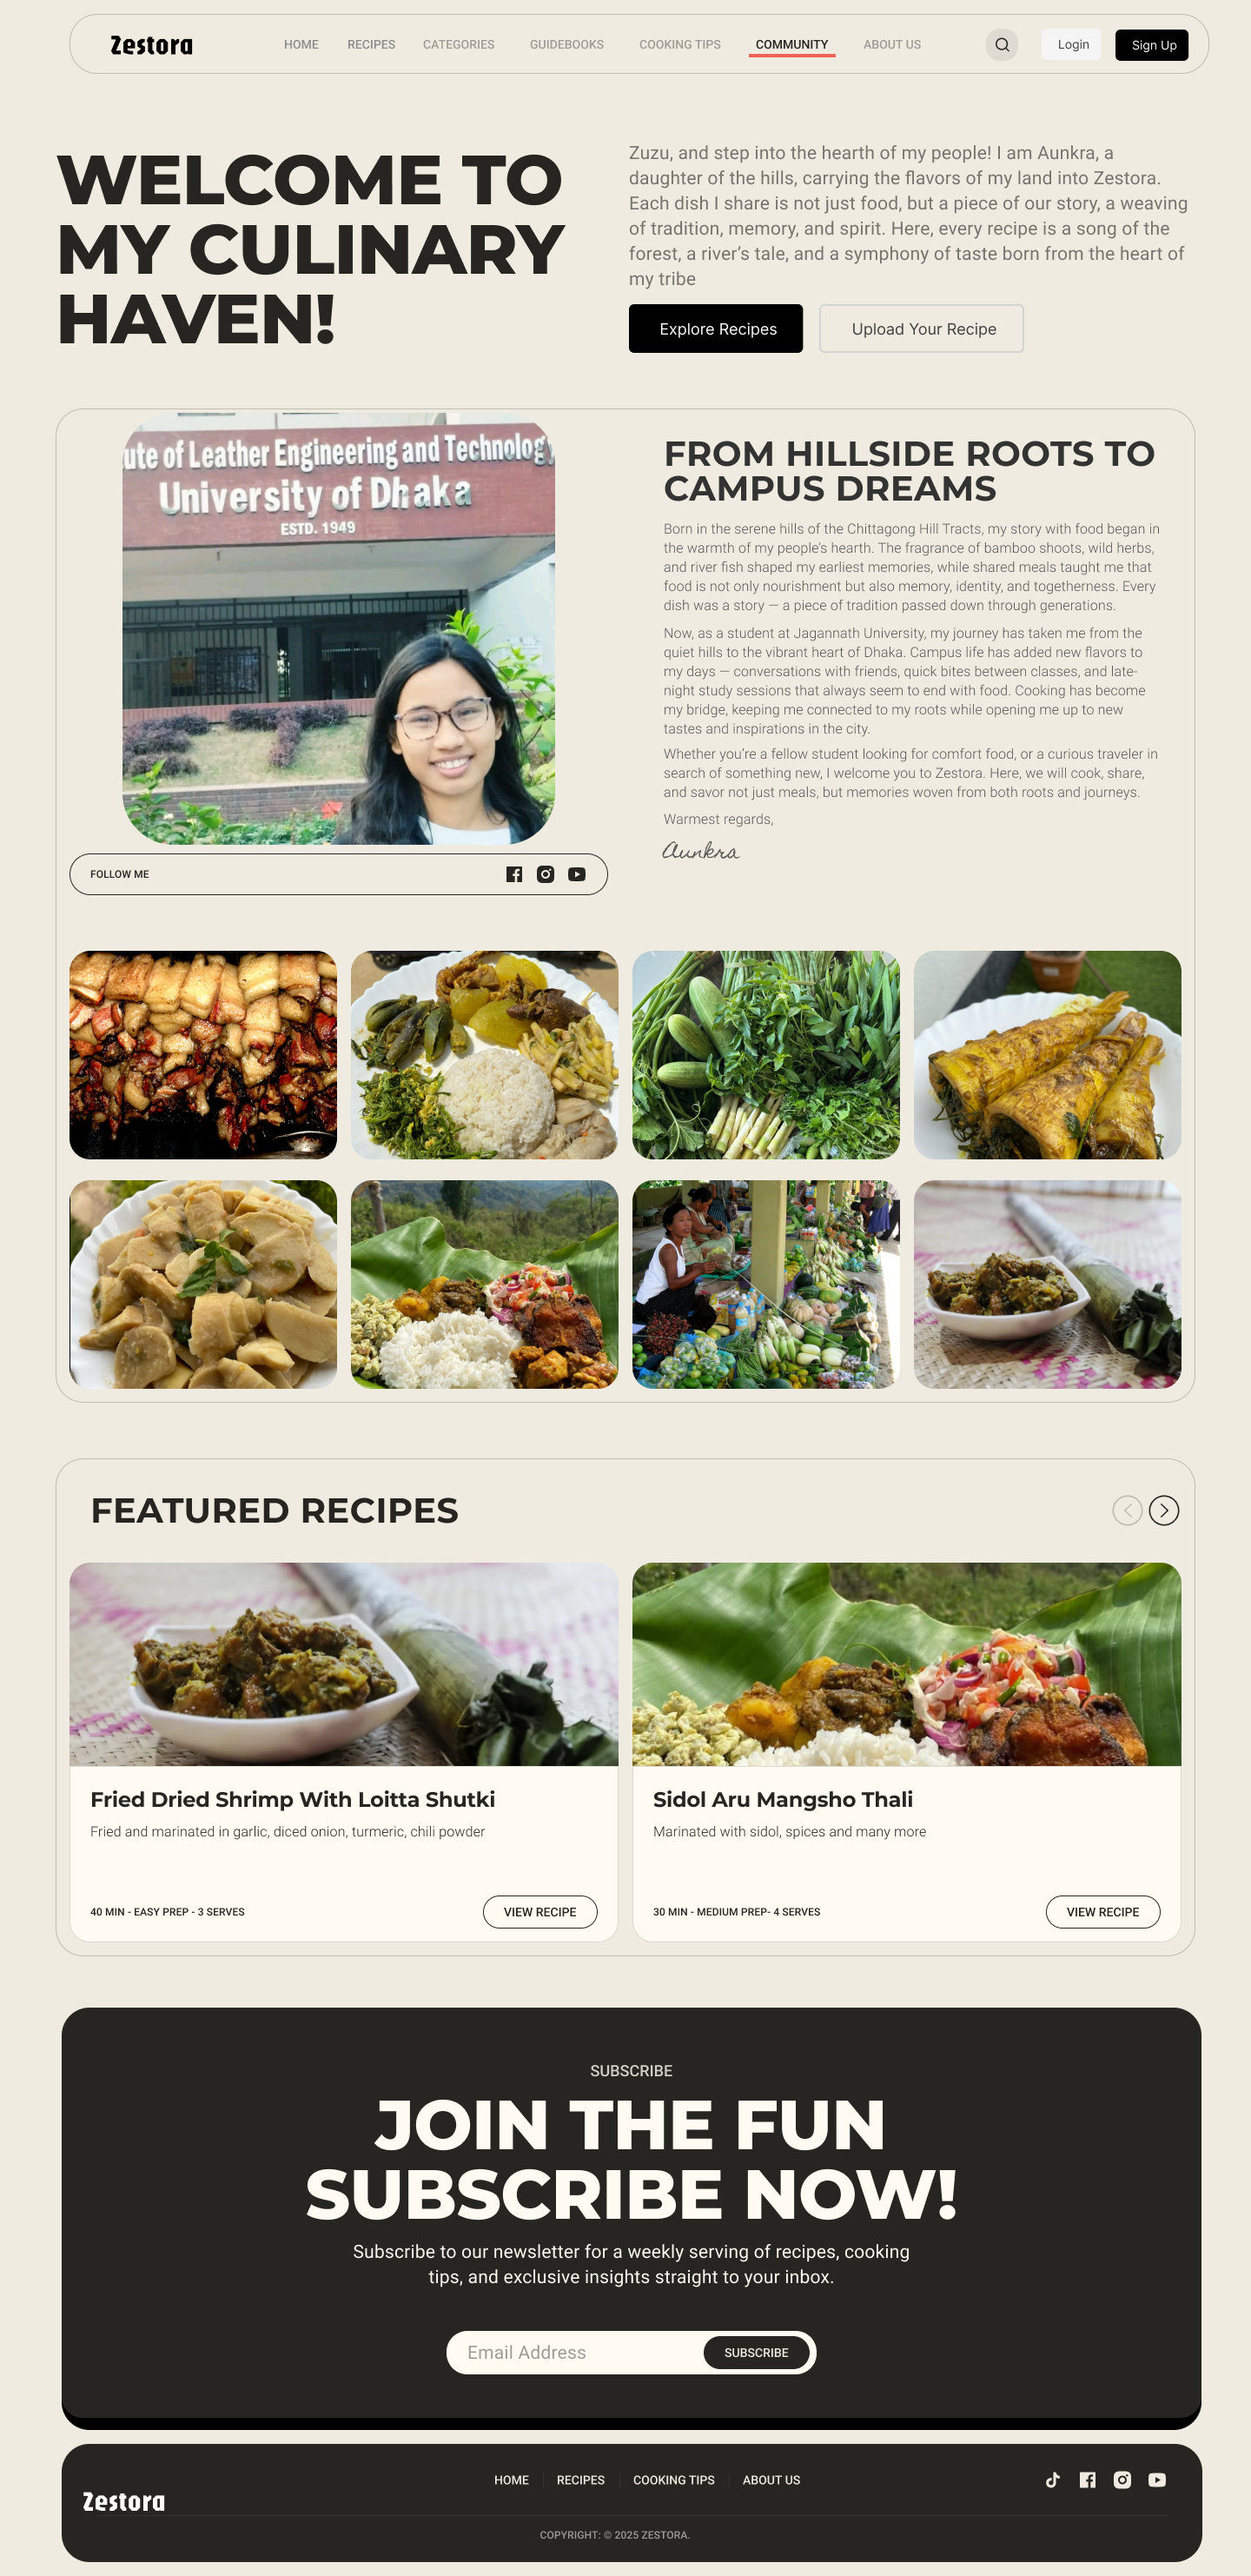 Zestora
HOME RECIPES CATEGORIES GUIDEBOOKS COOKING TIPS COMMUNITY ABOUT US
Login
Sign Up
WELCOME TO
MY CULINARY
HAVEN!
Zuzu, and step into the hearth of my people! I am Aunkra, a
daughter of the hills, carrying the flavors of my land into Zestora.
Each dish I share is not just food, but a piece of our story, a weaving
of tradition, memory, and spirit. Here, every recipe is a song of the
forest, a river’s tale, and a symphony of taste born from the heart of
my tribe
Explore Recipes
Upload Your Recipe
ute of Leather Engineering and Technology
University of Dhaka
ESTD. 1949
FOLLOW ME
FROM HILLSIDE ROOTS TO
CAMPUS DREAMS
Born in the serene hills of the Chittagong Hill Tracts, my story with food began in
the warmth of my people’s hearth. The fragrance of bamboo shoots, wild herbs,
and river fish shaped my earliest memories, while shared meals taught me that
food is not only nourishment but also memory, identity, and togetherness. Every
dish was a story — a piece of tradition passed down through generations.
Now, as a student at Jagannath University, my journey has taken me from the
quiet hills to the vibrant heart of Dhaka. Campus life has added new flavors to
my days — conversations with friends, quick bites between classes, and late-
night study sessions that always seem to end with food. Cooking has become
my bridge, keeping me connected to my roots while opening me up to new
tastes and inspirations in the city.
Whether you’re a fellow student looking for comfort food, or a curious traveler in
search of something new, I welcome you to Zestora. Here, we will cook, share,
and savor not just meals, but memories woven from both roots and journeys.
Warmest regards,
Aunkra
FEATURED RECIPES
Fried Dried Shrimp With Loitta Shutki
Fried and marinated in garlic, diced onion, turmeric, chili powder
40 MIN - EASY PREP - 3 SERVES
VIEW RECIPE
Sidol Aru Mangsho Thali
Marinated with sidol, spices and many more
30 MIN - MEDIUM PREP- 4 SERVES
VIEW RECIPE
SUBSCRIBE
JOIN THE FUN
SUBSCRIBE NOW!
Subscribe to our newsletter for a weekly serving of recipes, cooking
tips, and exclusive insights straight to your inbox.
Email Address
SUBSCRIBE
Zestora
HOME RECIPES COOKING TIPS ABOUT US
COPYRIGHT: © 2025 ZESTORA.